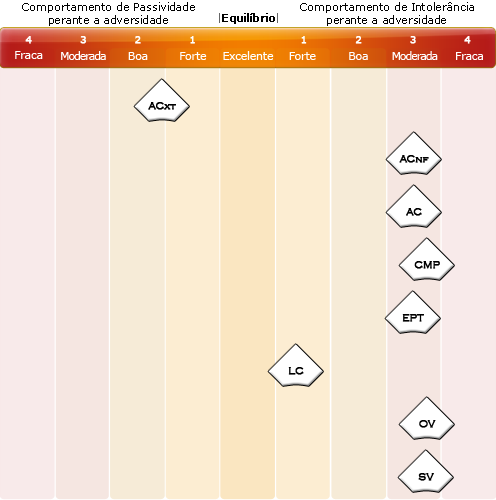 Comportamento de Passividade
perante a adversidade
|Equilíbrio|
Comportamento de Intolerância
perante a adversidade
4 3 2 1 1 2 3 4
Fraca Moderada Boa Forte Excelente Forte Boa Moderada Fraca
ACXT
ACNF
AC
CMP
EPT
LC
OV
SV